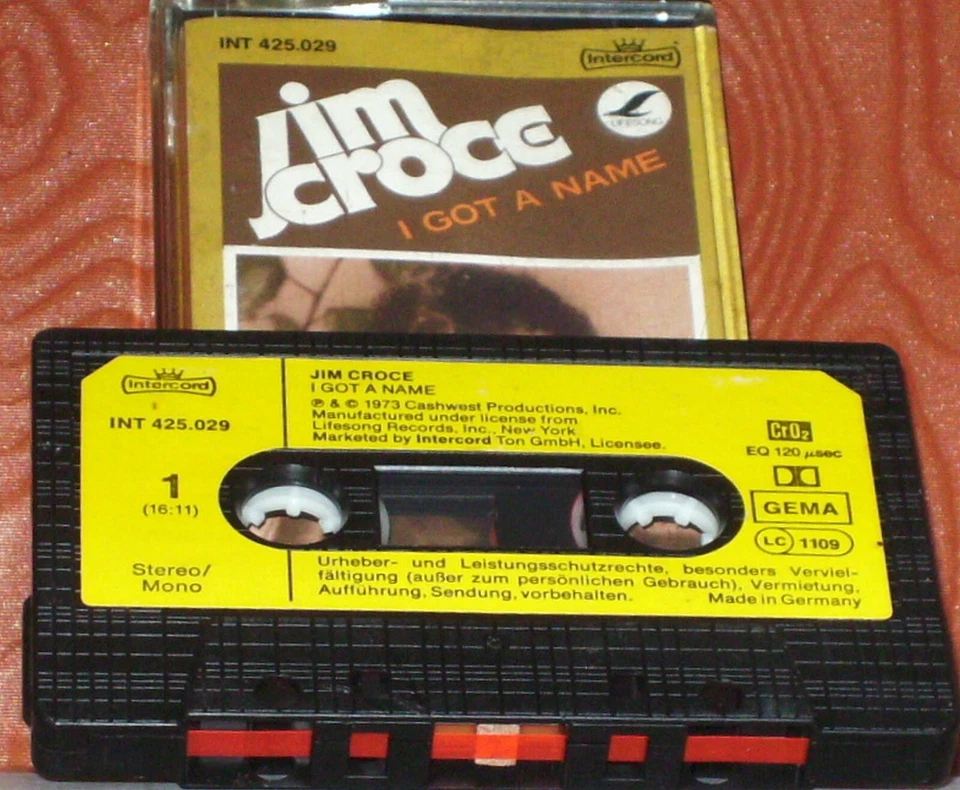 INT 425.029
Intercord
jim
croce
LIFESONG
I GOT A NAME
Intercord
INT 425.029
1
(16:11)
Stereo/
Mono
JIM CROCE
I GOT A NAME
℗ & © 1973 Cashwest Productions, Inc.
Manufactured under license from
Lifesong Records, Inc., New York
Marketed by Intercord Ton GmbH, Licensee.
CrO₂
EQ 120 µsec
GEMA
LC 1109
Urheber- und Leistungsschutzrechte, besonders Verviel-
fältigung (außer zum persönlichen Gebrauch), Vermietung,
Aufführung, Sendung, vorbehalten.
Made in Germany